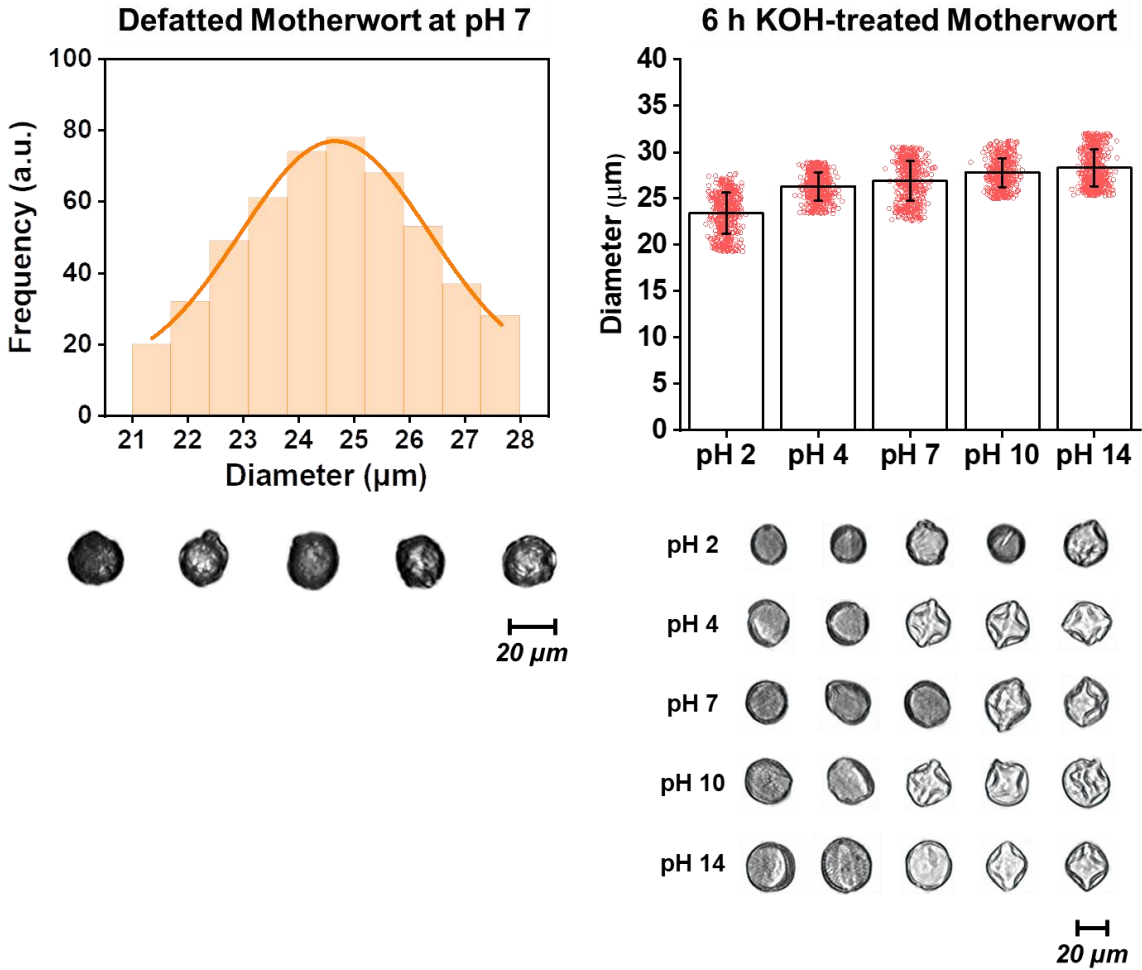 Defatted Motherwort at pH 7
100
80
60
40
20
0
Frequency (a.u.)
21 22 23 24 25 26 27 28
Diameter (µm)
20 µm
6 h KOH-treated Motherwort
40
35
30
25
20
15
10
5
0
Diameter (µm)
pH 2 pH 4 pH 7 pH 10 pH 14
pH 2
pH 4
pH 7
pH 10
pH 14
20 µm